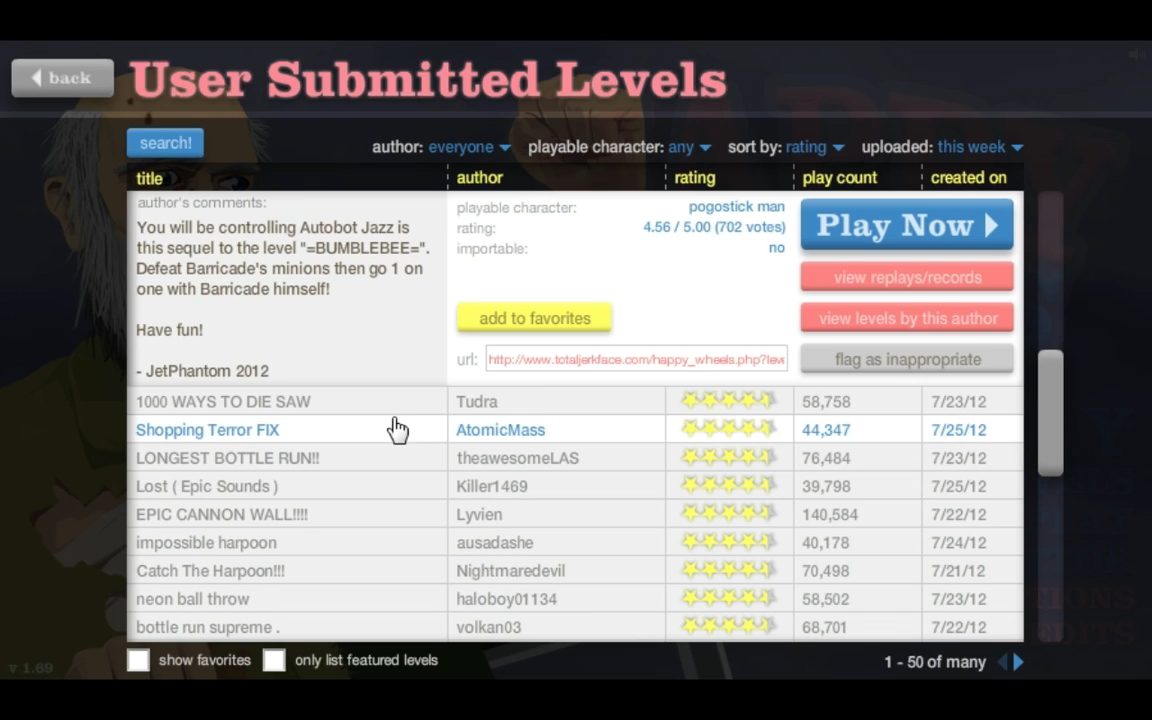 back
User Submitted Levels
search!
author: everyone playable character: any sort by: rating uploaded: this week
title author rating play count created on
author's comments:
You will be controlling Autobot Jazz is
this sequel to the level "=BUMBLEBEE=".
Defeat Barricade's minions then go 1 on
one with Barricade himself!
Have fun!
- JetPhantom 2012
playable character: pogostick man
rating: 4.56 / 5.00 (702 votes)
importable: no
add to favorites
url: http://www.totaljerkface.com/happy_wheels.php?leve
Play Now
view replays/records
view levels by this author
flag as inappropriate
1000 WAYS TO DIE SAW Tudra 58,758 7/23/12
Shopping Terror FIX AtomicMass 44,347 7/25/12
LONGEST BOTTLE RUN!! theawesomeLAS 76,484 7/23/12
Lost ( Epic Sounds ) Killer1469 39,798 7/25/12
EPIC CANNON WALL!!!! Lyvien 140,584 7/22/12
impossible harpoon ausadashe 40,178 7/24/12
Catch The Harpoon!!! Nightmaredevil 70,498 7/21/12
neon ball throw haloboy01134 58,502 7/23/12
bottle run supreme . volkan03 68,701 7/22/12
show favorites only list featured levels 1 - 50 of many
v 1.69